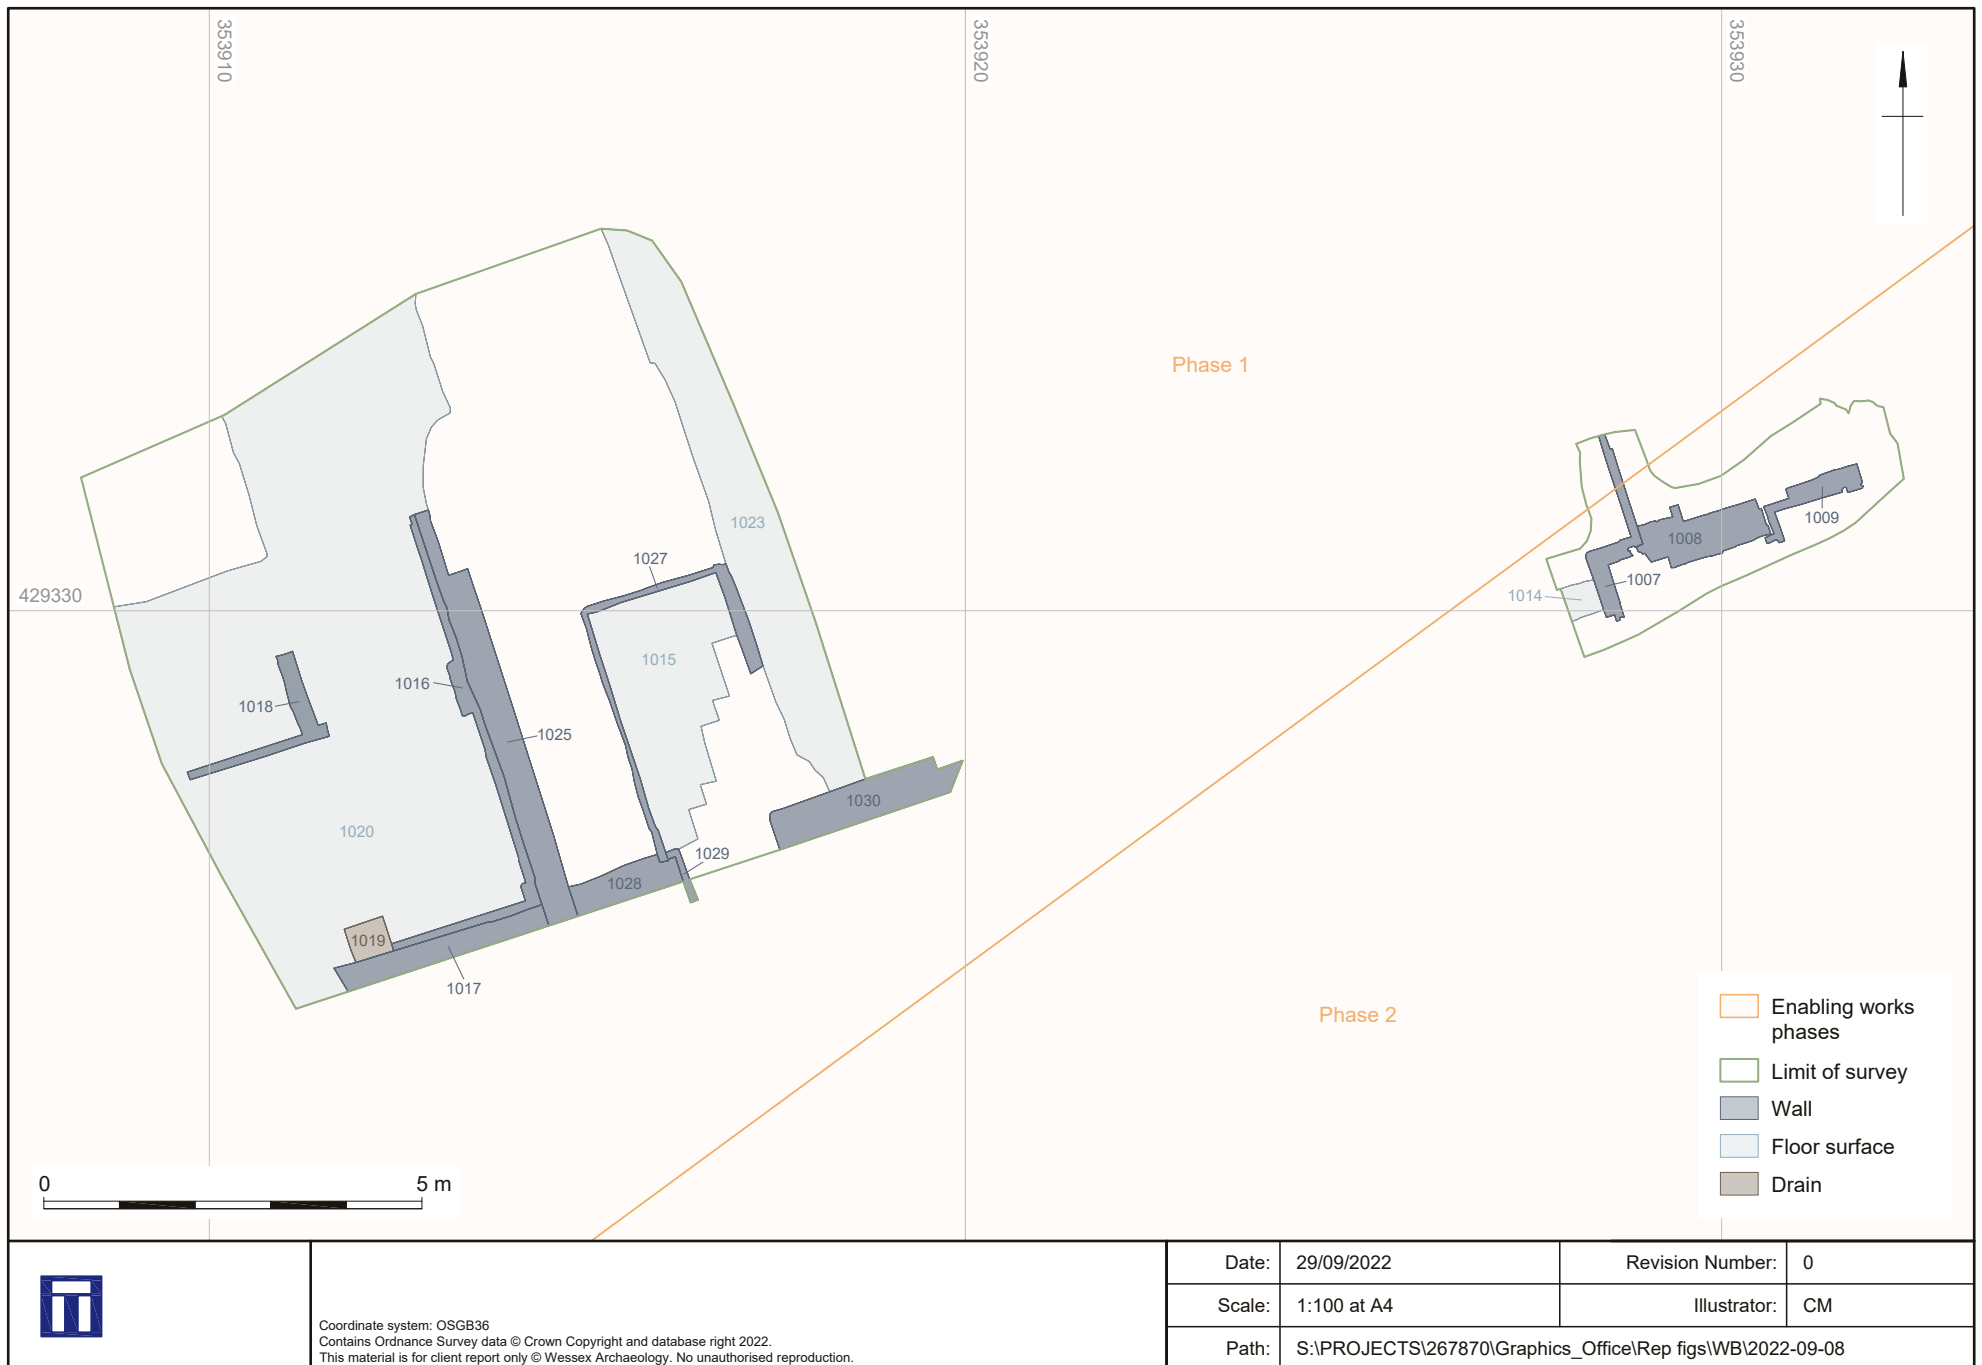 353910
353920
353930
Phase 1
1023
1027
1009
1008
1007
1014
429330
1015
1016
1018
1025
1030
1020
1029
1028
1019
1017
Phase 2
Enabling works
phases
Limit of survey
Wall
Floor surface
Drain
0 5 m
Date: 29/09/2022 Revision Number: 0
Scale: 1:100 at A4 Illustrator: CM
Path: S:\PROJECTS\267870\Graphics_Office\Rep figs\WB\2022-09-08
Coordinate system: OSGB36
Contains Ordnance Survey data © Crown Copyright and database right 2022.
This material is for client report only © Wessex Archaeology. No unauthorised reproduction.